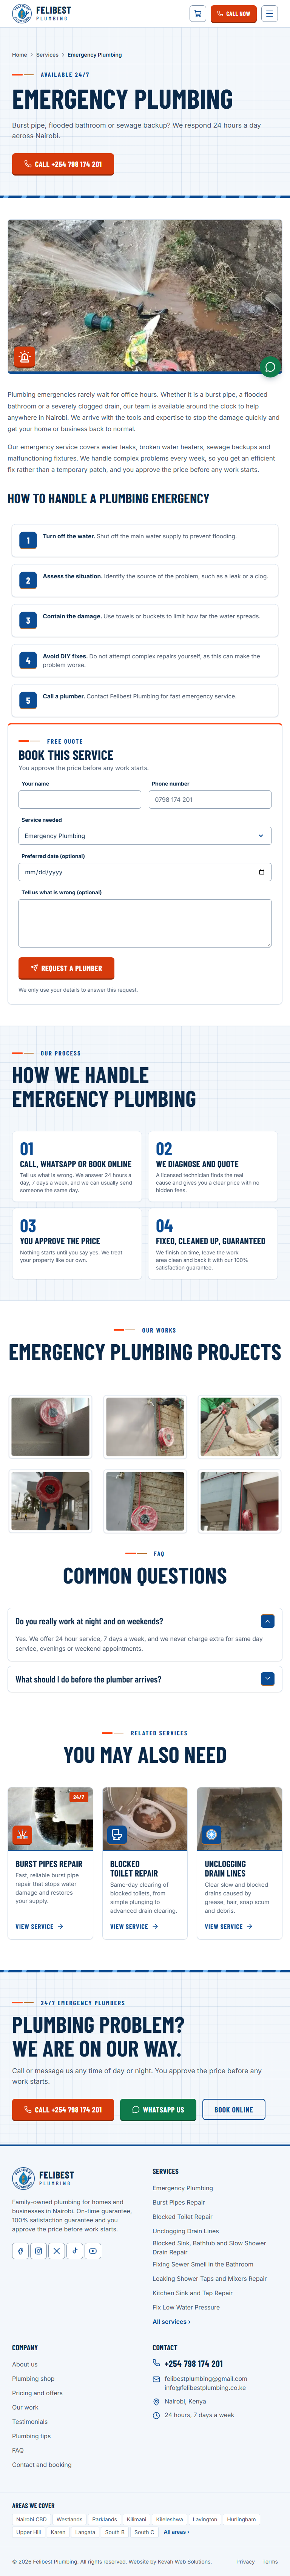 FELIBEST
PLUMBING
CALL NOW
Home > Services > Emergency Plumbing
AVAILABLE 24/7
EMERGENCY PLUMBING
Burst pipe, flooded bathroom or sewage backup? We respond 24 hours a day
across Nairobi.
CALL +254 798 174 201
Plumbing emergencies rarely wait for office hours. Whether it is a burst pipe, a flooded
bathroom or a severely clogged drain, our team is available around the clock to help
anywhere in Nairobi. We arrive with the tools and expertise to stop the damage quickly and
get your home or business back to normal.
Our emergency service covers water leaks, broken water heaters, sewage backups and
malfunctioning fixtures. We handle complex problems every week, so you get an efficient
fix rather than a temporary patch, and you approve the price before any work starts.
HOW TO HANDLE A PLUMBING EMERGENCY
1
Turn off the water. Shut off the main water supply to prevent flooding.
2
Assess the situation. Identify the source of the problem, such as a leak or a clog.
3
Contain the damage. Use towels or buckets to limit how far the water spreads.
4
Avoid DIY fixes. Do not attempt complex repairs yourself, as this can make the
problem worse.
5
Call a plumber. Contact Felibest Plumbing for fast emergency service.
FREE QUOTE
BOOK THIS SERVICE
You approve the price before any work starts.
Your name
Phone number
0798 174 201
Service needed
Emergency Plumbing
Preferred date (optional)
mm/dd/yyyy
Tell us what is wrong (optional)
REQUEST A PLUMBER
We only use your details to answer this request.
OUR PROCESS
HOW WE HANDLE
EMERGENCY PLUMBING
01
CALL, WHATSAPP OR BOOK ONLINE
Tell us what is wrong. We answer 24 hours a
day, 7 days a week, and we can usually send
someone the same day.
02
WE DIAGNOSE AND QUOTE
A licensed technician finds the real
cause and gives you a clear price with no
hidden fees.
03
YOU APPROVE THE PRICE
Nothing starts until you say yes. We treat
your property like our own.
04
FIXED, CLEANED UP, GUARANTEED
We finish on time, leave the work
area clean and back it with our 100%
satisfaction guarantee.
OUR WORKS
EMERGENCY PLUMBING PROJECTS
FAQ
COMMON QUESTIONS
Do you really work at night and on weekends?
Yes. We offer 24 hour service, 7 days a week, and we never charge extra for same day
service, evenings or weekend appointments.
What should I do before the plumber arrives?
RELATED SERVICES
YOU MAY ALSO NEED
24/7
BURST PIPES REPAIR
Fast, reliable burst pipe
repair that stops water
damage and restores
your supply.
VIEW SERVICE
BLOCKED
TOILET REPAIR
Same-day clearing of
blocked toilets, from
simple plunging to
advanced drain clearing.
VIEW SERVICE
UNCLOGGING
DRAIN LINES
Clear slow and blocked
drains caused by
grease, hair, soap scum
and debris.
VIEW SERVICE
24/7 EMERGENCY PLUMBERS
PLUMBING PROBLEM?
WE ARE ON OUR WAY.
Call or message us any time of day or night. You approve the price before any
work starts.
CALL +254 798 174 201
WHATSAPP US
BOOK ONLINE
FELIBEST
PLUMBING
Family-owned plumbing for homes and
businesses in Nairobi. On-time guarantee,
100% satisfaction guarantee and you
approve the price before work starts.
SERVICES
Emergency Plumbing
Burst Pipes Repair
Blocked Toilet Repair
Unclogging Drain Lines
Blocked Sink, Bathtub and Slow Shower
Drain Repair
Fixing Sewer Smell in the Bathroom
Leaking Shower Taps and Mixers Repair
Kitchen Sink and Tap Repair
Fix Low Water Pressure
All services ›
COMPANY
About us
Plumbing shop
Pricing and offers
Our work
Testimonials
Plumbing tips
FAQ
Contact and booking
CONTACT
+254 798 174 201
felibestplumbing@gmail.com
info@felibestplumbing.co.ke
Nairobi, Kenya
24 hours, 7 days a week
AREAS WE COVER
Nairobi CBD
Westlands
Parklands
Kilimani
Kileleshwa
Lavington
Hurlingham
Upper Hill
Karen
Langata
South B
South C
All areas ›
© 2026 Felibest Plumbing. All rights reserved. Website by Kevah Web Solutions.
Privacy
Terms